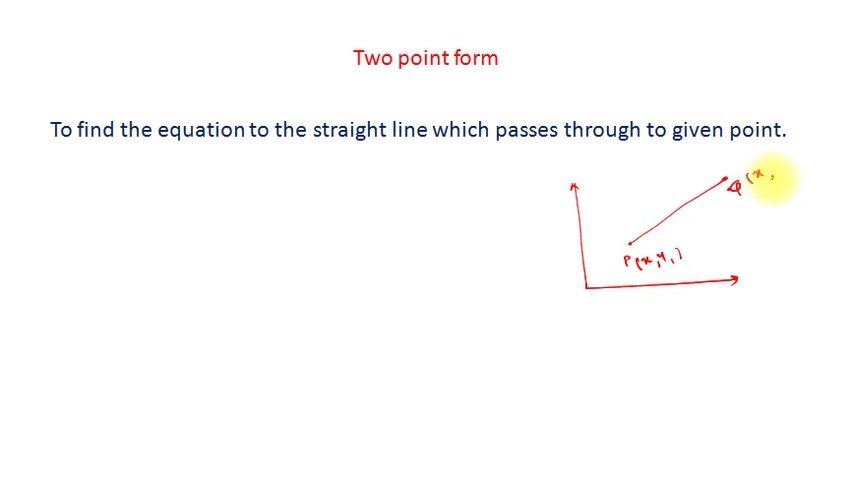 Two point form
To find the equation to the straight line which passes through to given point.
Q(x,
P(x,y,)